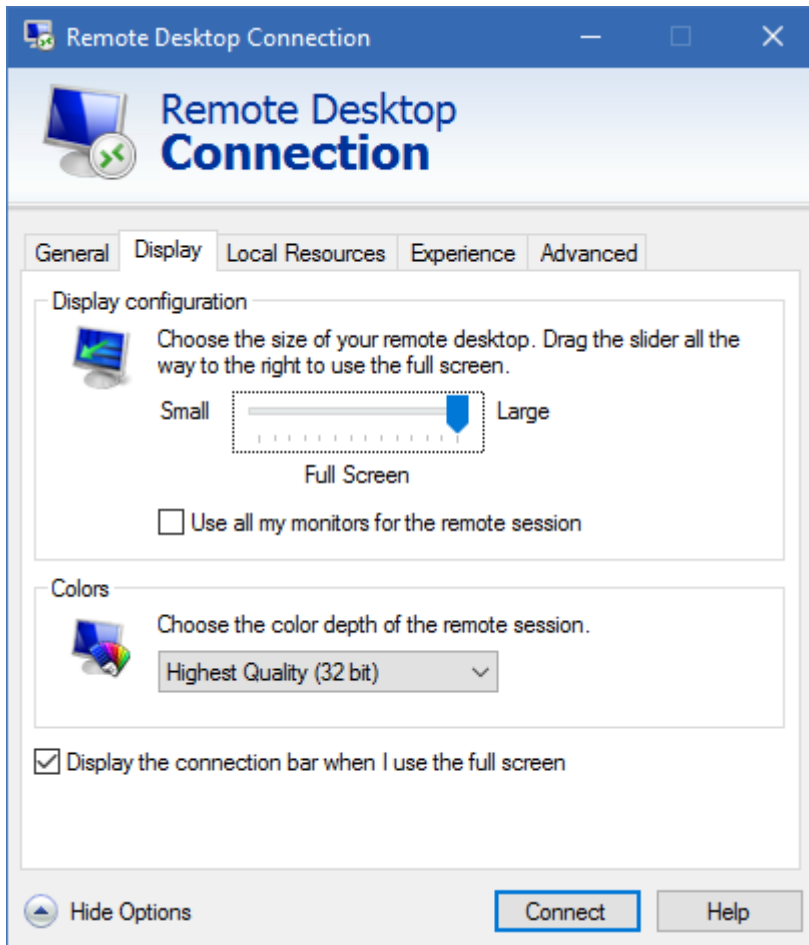 Remote Desktop Connection
Remote Desktop
Connection
General Display Local Resources Experience Advanced
Display configuration
Choose the size of your remote desktop. Drag the slider all the
way to the right to use the full screen.
Small Large
Full Screen
Use all my monitors for the remote session
Colors
Choose the color depth of the remote session.
Highest Quality (32 bit)
Display the connection bar when I use the full screen
Hide Options Connect Help